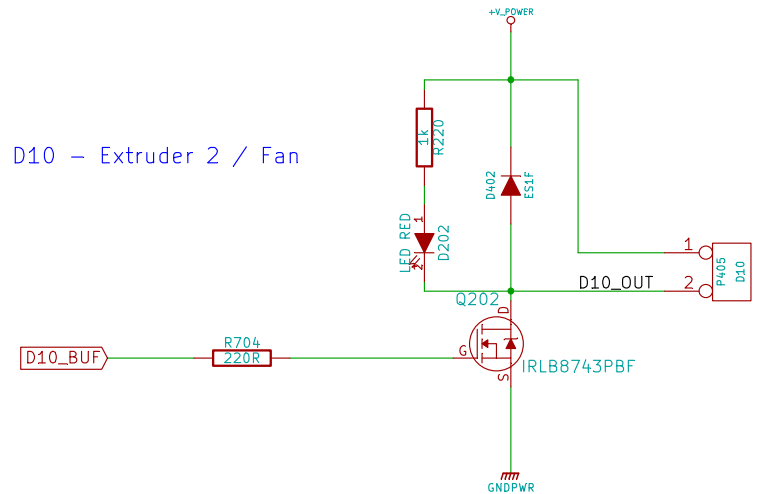 +V_POWER
1k
R220
D10 - Extruder 2 / Fan
D402
ES1F
1
LED RED
D202
2
1
P405
D10
D10_OUT
2
Q202
D
R704
D10_BUF
220R
G
IRLB8743PBF
S
GNDPWR